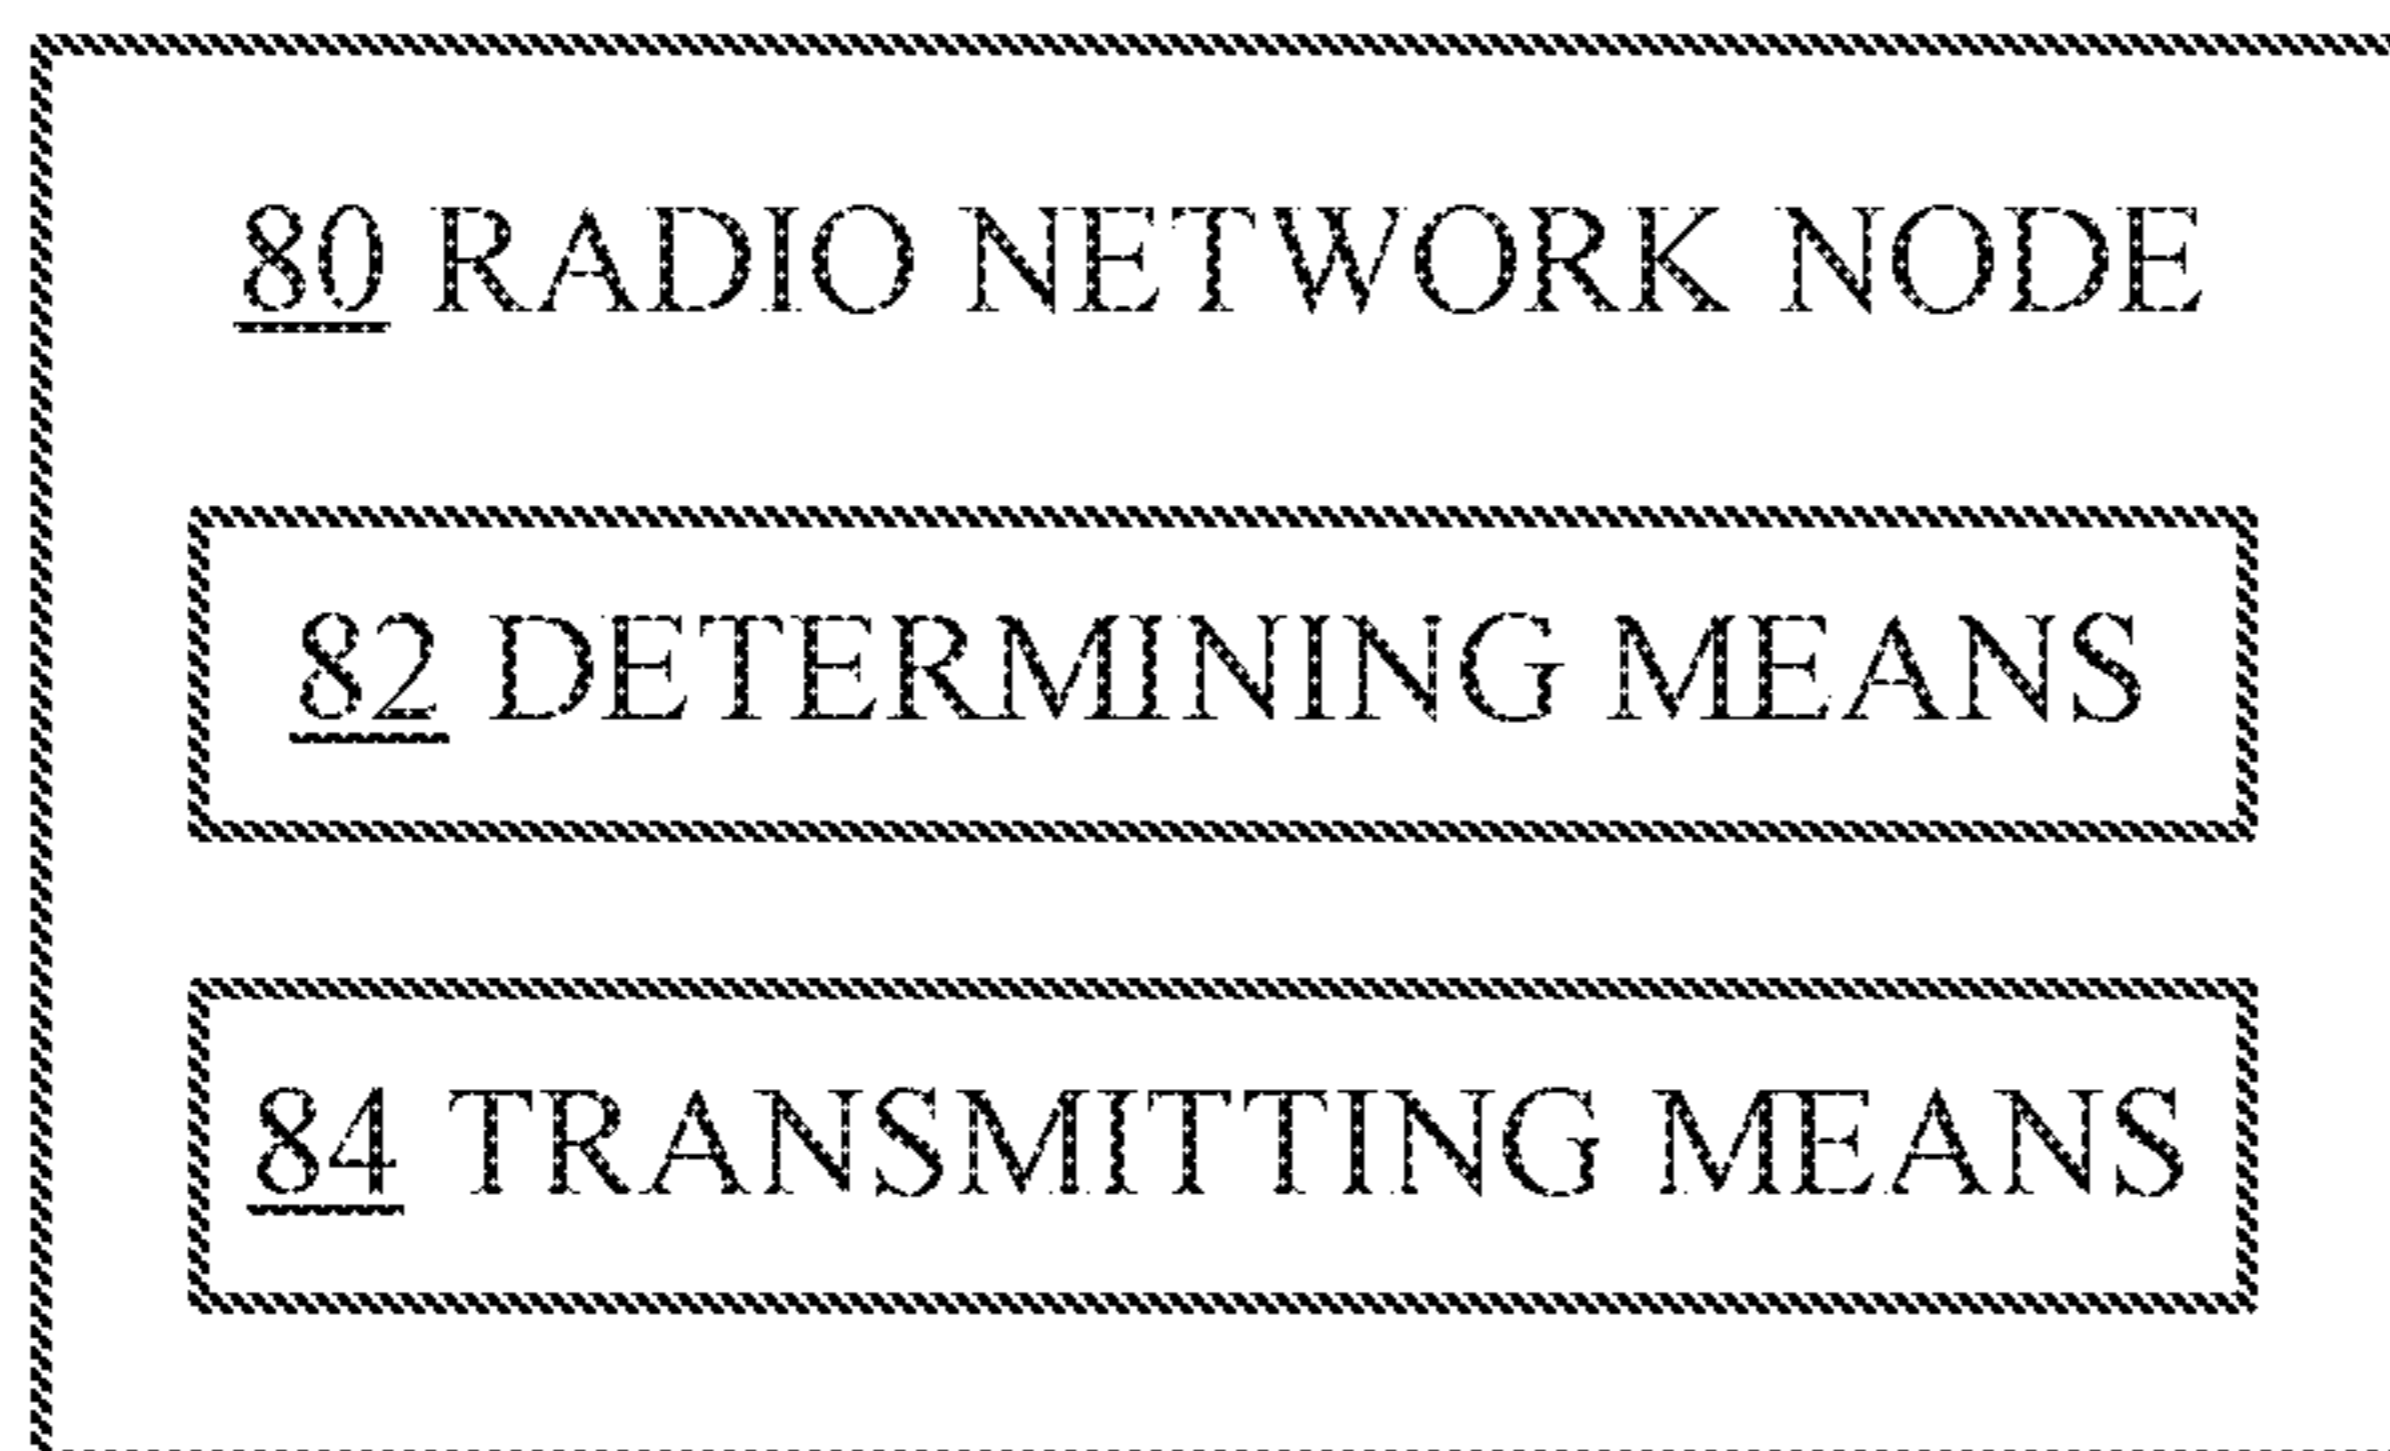 80 RADIO NETWORK NODE
82 DETERMINING MEANS
84 TRANSMITTING MEANS